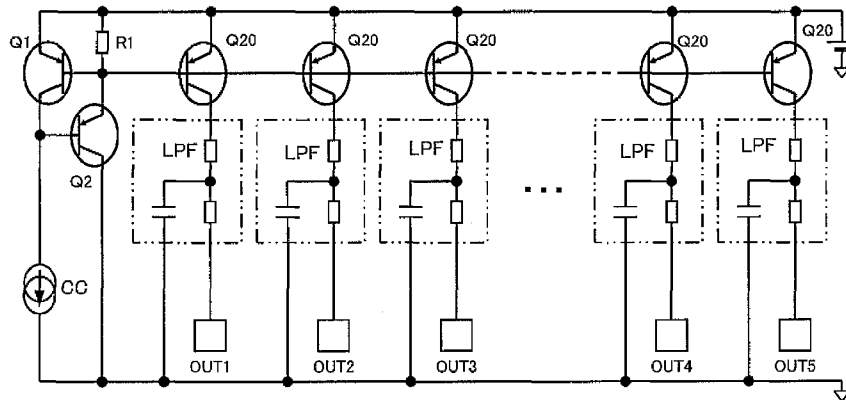 Q1
R1
Q20
Q20
Q20
Q20
Q20
Q2
LPF
LPF
LPF
LPF
LPF
CC
OUT1
OUT2
OUT3
OUT4
OUT5